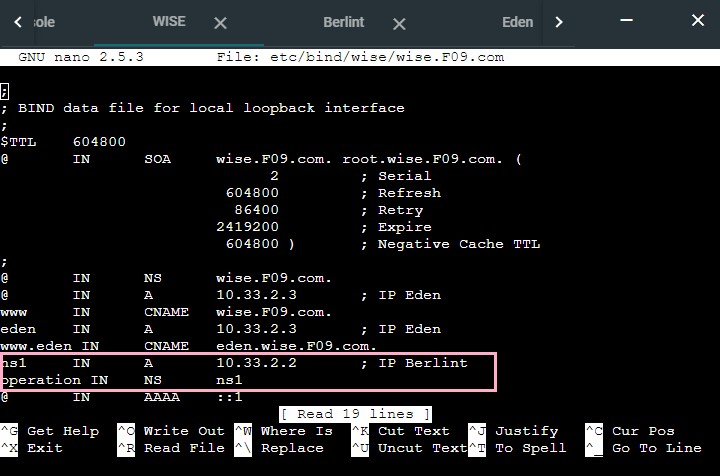 sole WISE Berlint Eden
GNU nano 2.5.3 File: etc/bind/wise/wise.F09.com
;
; BIND data file for local loopback interface
;
$TTL 604800
@ IN SOA wise.F09.com. root.wise.F09.com. (
2 ; Serial
604800 ; Refresh
86400 ; Retry
2419200 ; Expire
604800 ) ; Negative Cache TTL
;
@ IN NS wise.F09.com.
@ IN A 10.33.2.3 ; IP Eden
www IN CNAME wise.F09.com.
eden IN A 10.33.2.3 ; IP Eden
www.eden IN CNAME eden.wise.F09.com.
ns1 IN A 10.33.2.2 ; IP Berlint
operation IN NS ns1
@ IN AAAA ::1
[ Read 19 lines ]
^G Get Help ^O Write Out ^W Where Is ^K Cut Text ^J Justify ^C Cur Pos
^X Exit ^R Read File ^\ Replace ^U Uncut Text ^T To Spell ^_ Go To Line